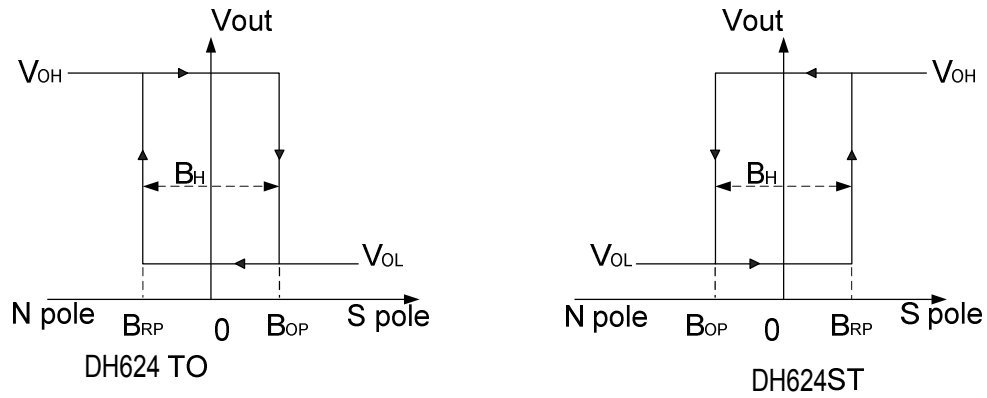 Vout
VOH
BH
VOL
N pole
BRP
0
BOP
S pole
DH624 TO
Vout
VOH
BH
VOL
N pole
BOP
0
BRP
S pole
DH624ST